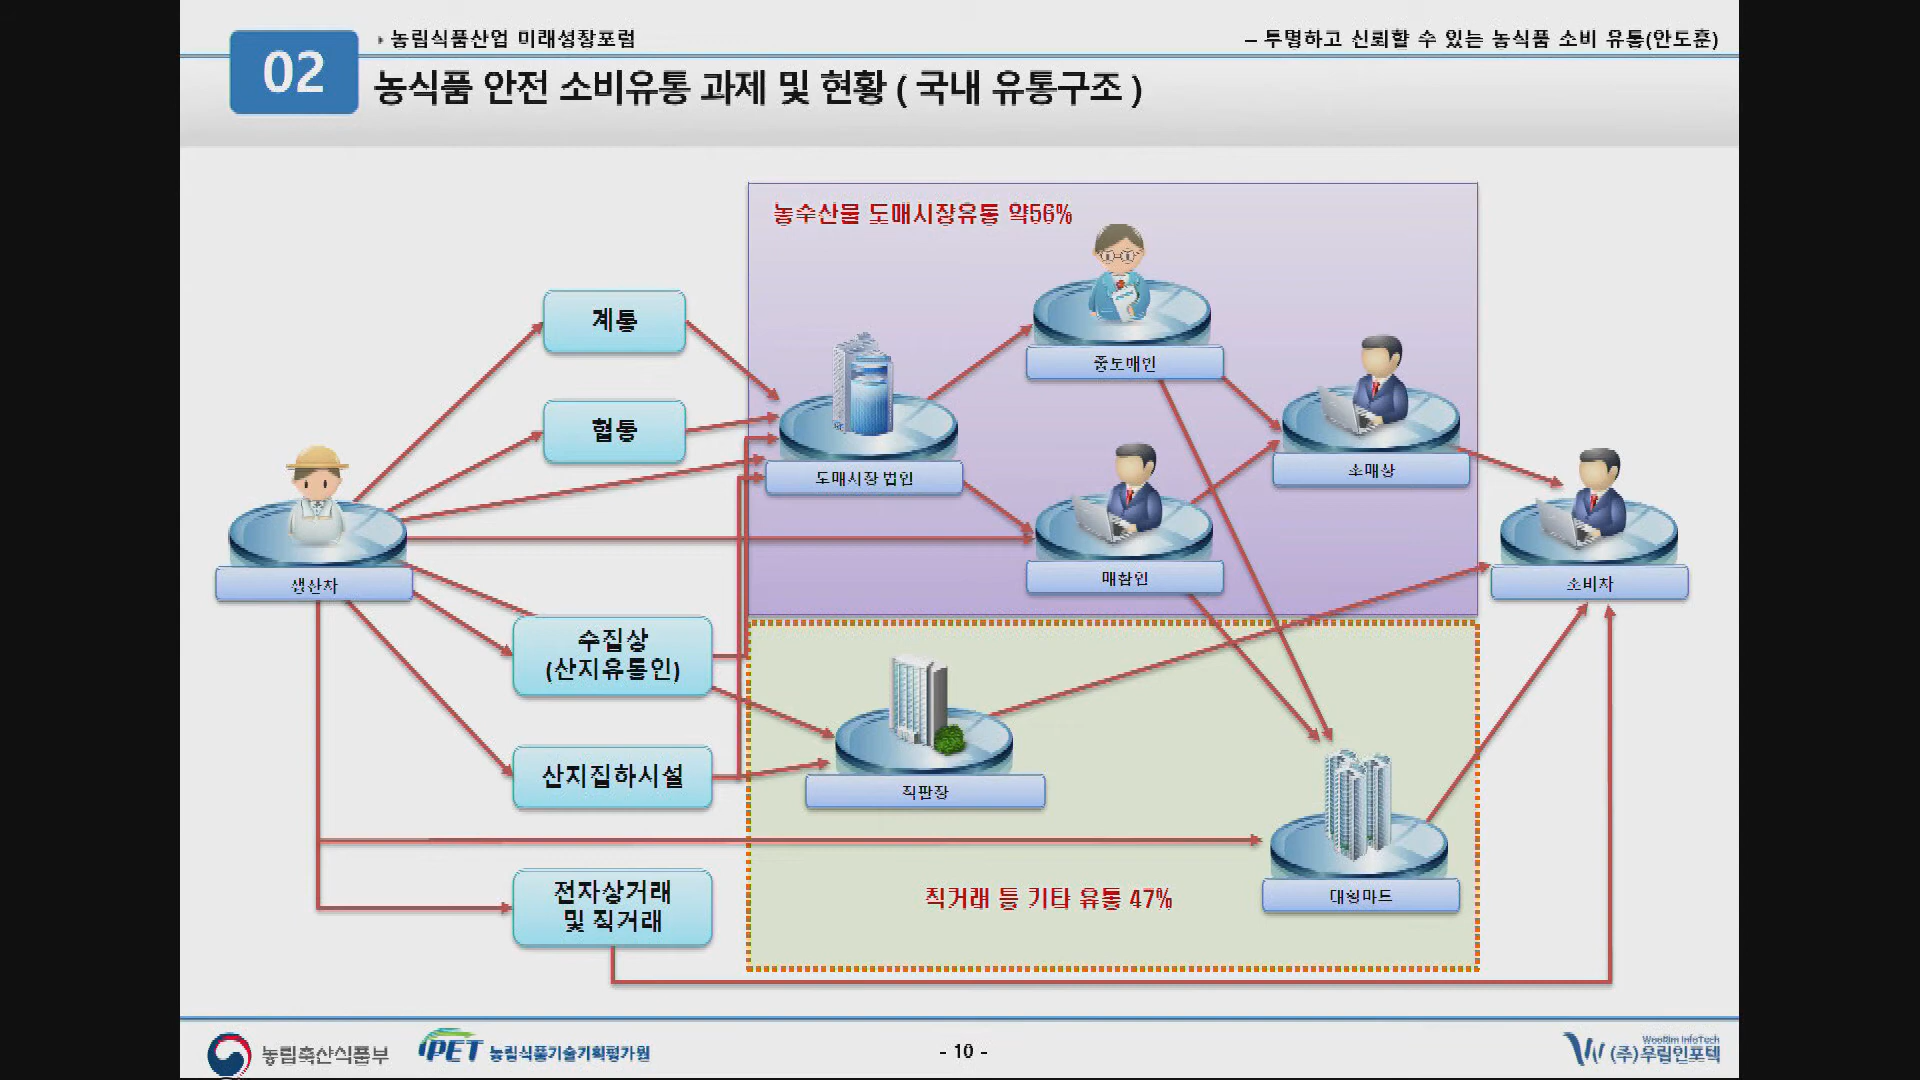 02
농림식품산업 미래성장포럼
– 투명하고 신뢰할 수 있는 농식품 소비 유통(안도훈)
농식품 안전 소비유통 과제 및 현황 ( 국내 유통구조 )
농수산물 도매시장유통 약56%
계통
중도매인
협통
소매상
도매시장 법인
생산자
매참인
소비자
수집상
(산지유통인)
산지집하시설
직판장
전자상거래
및 직거래
직거래 등 기타 유통 47%
대형마트
농림축산식품부
iPET 농림식품기술기획평가원
- 10 -
WooRim InfoTech
(주)우림인포텍